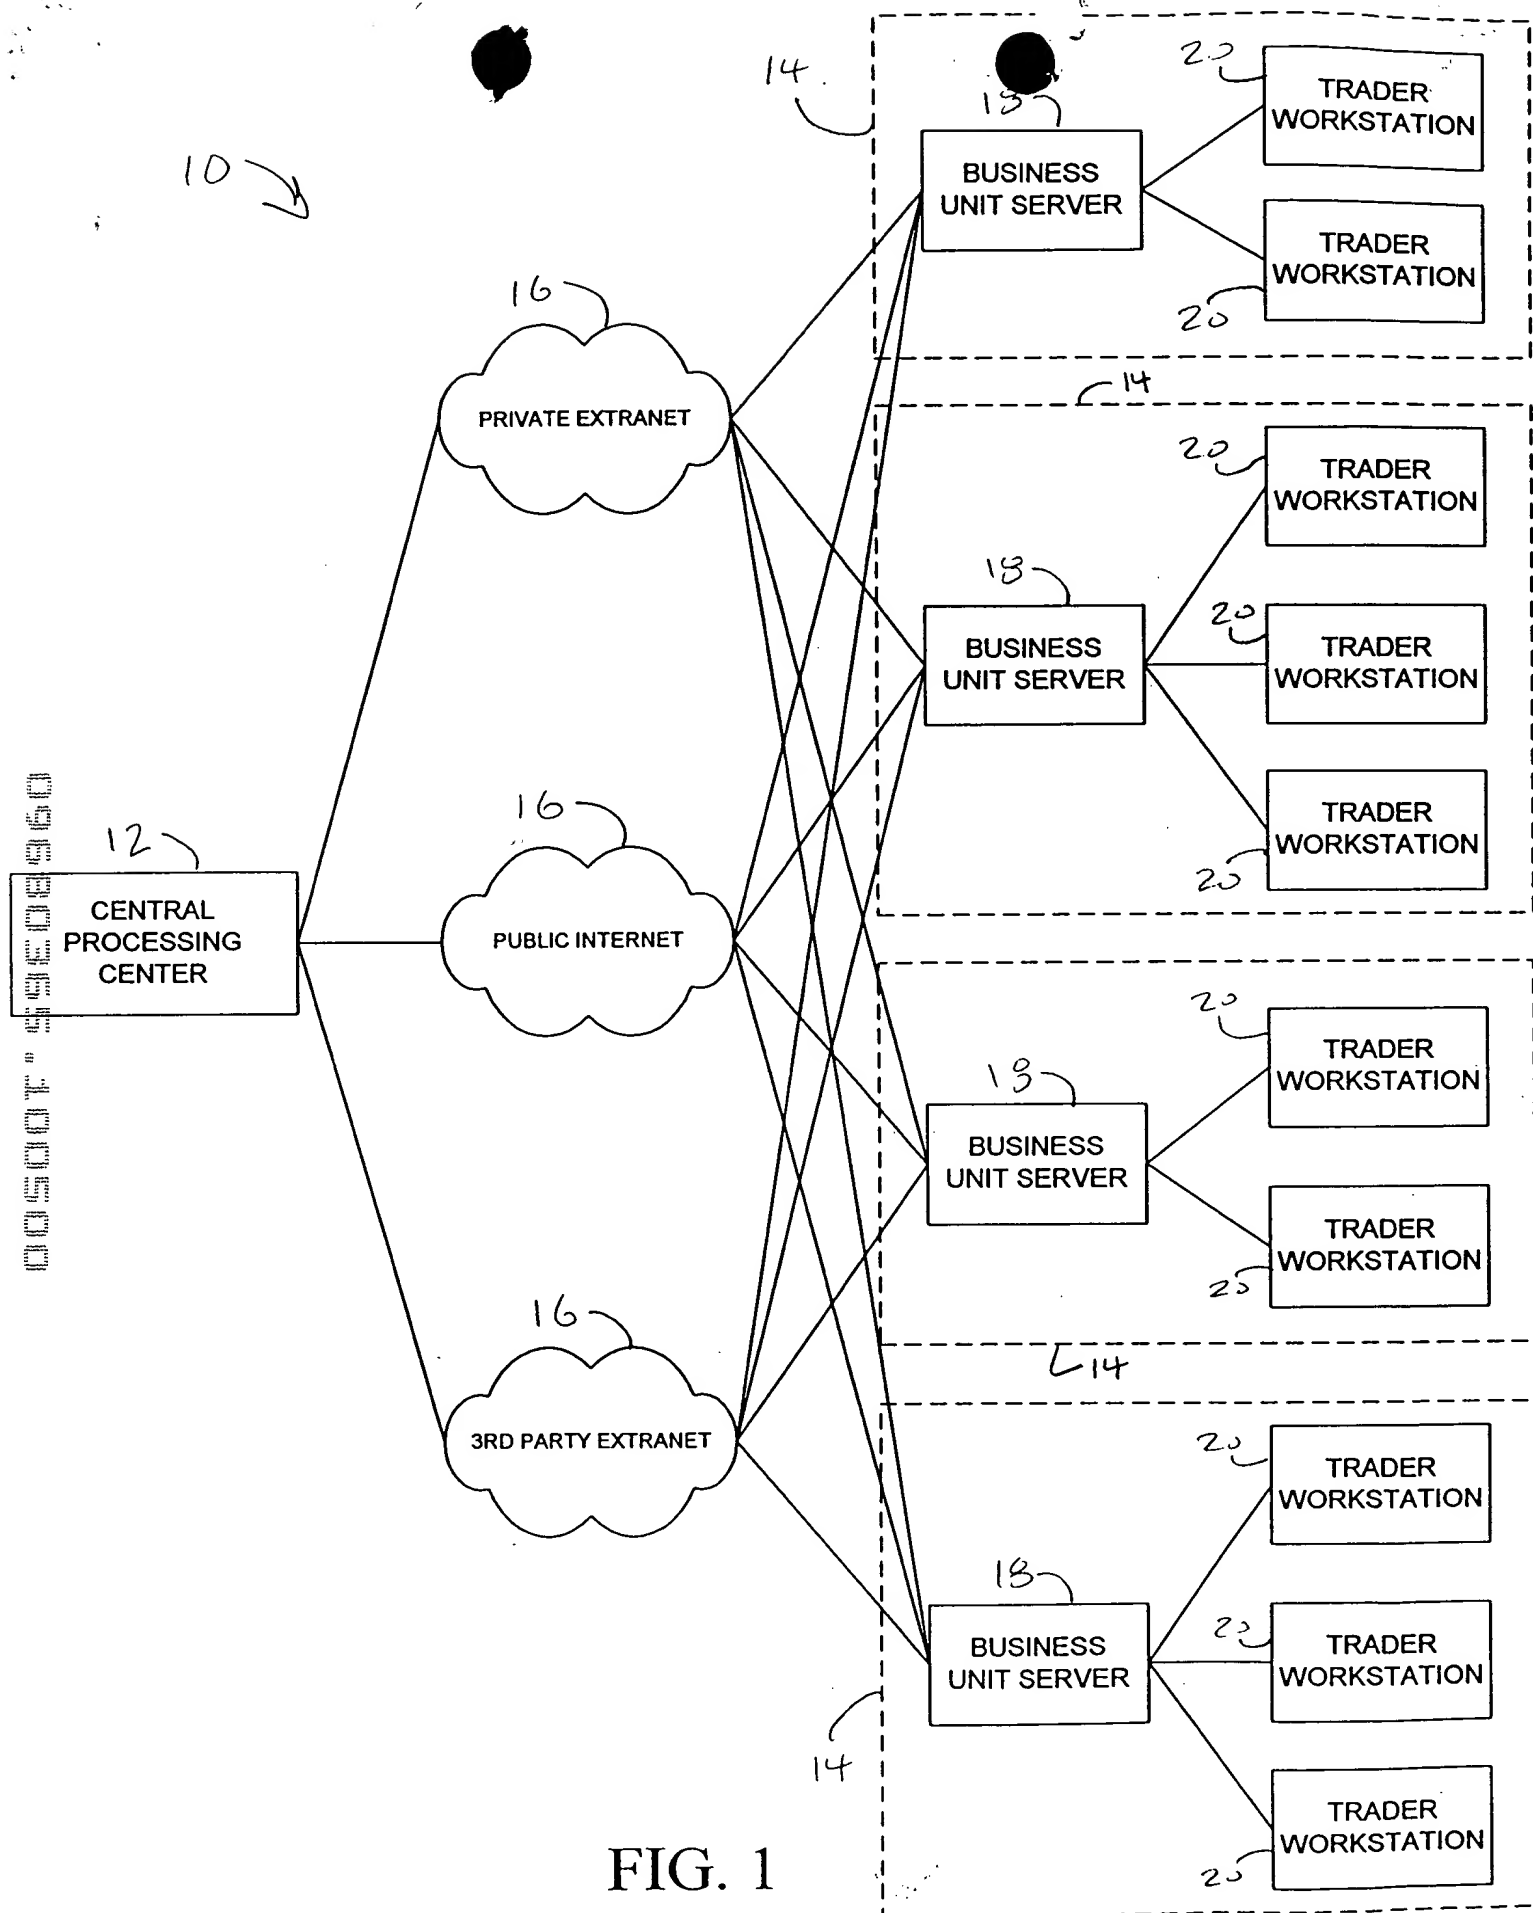 14
18
20
TRADER
WORKSTATION
10
BUSINESS
UNIT SERVER
TRADER
WORKSTATION
20
16
PRIVATE EXTRANET
14
20
TRADER
WORKSTATION
18
BUSINESS
UNIT SERVER
20
TRADER
WORKSTATION
TRADER
WORKSTATION
20
12
CENTRAL
PROCESSING
CENTER
16
PUBLIC INTERNET
09680365.100500
20
TRADER
WORKSTATION
18
BUSINESS
UNIT SERVER
TRADER
WORKSTATION
20
14
16
3RD PARTY EXTRANET
20
TRADER
WORKSTATION
18
BUSINESS
UNIT SERVER
20
TRADER
WORKSTATION
14
TRADER
WORKSTATION
20
FIG. 1